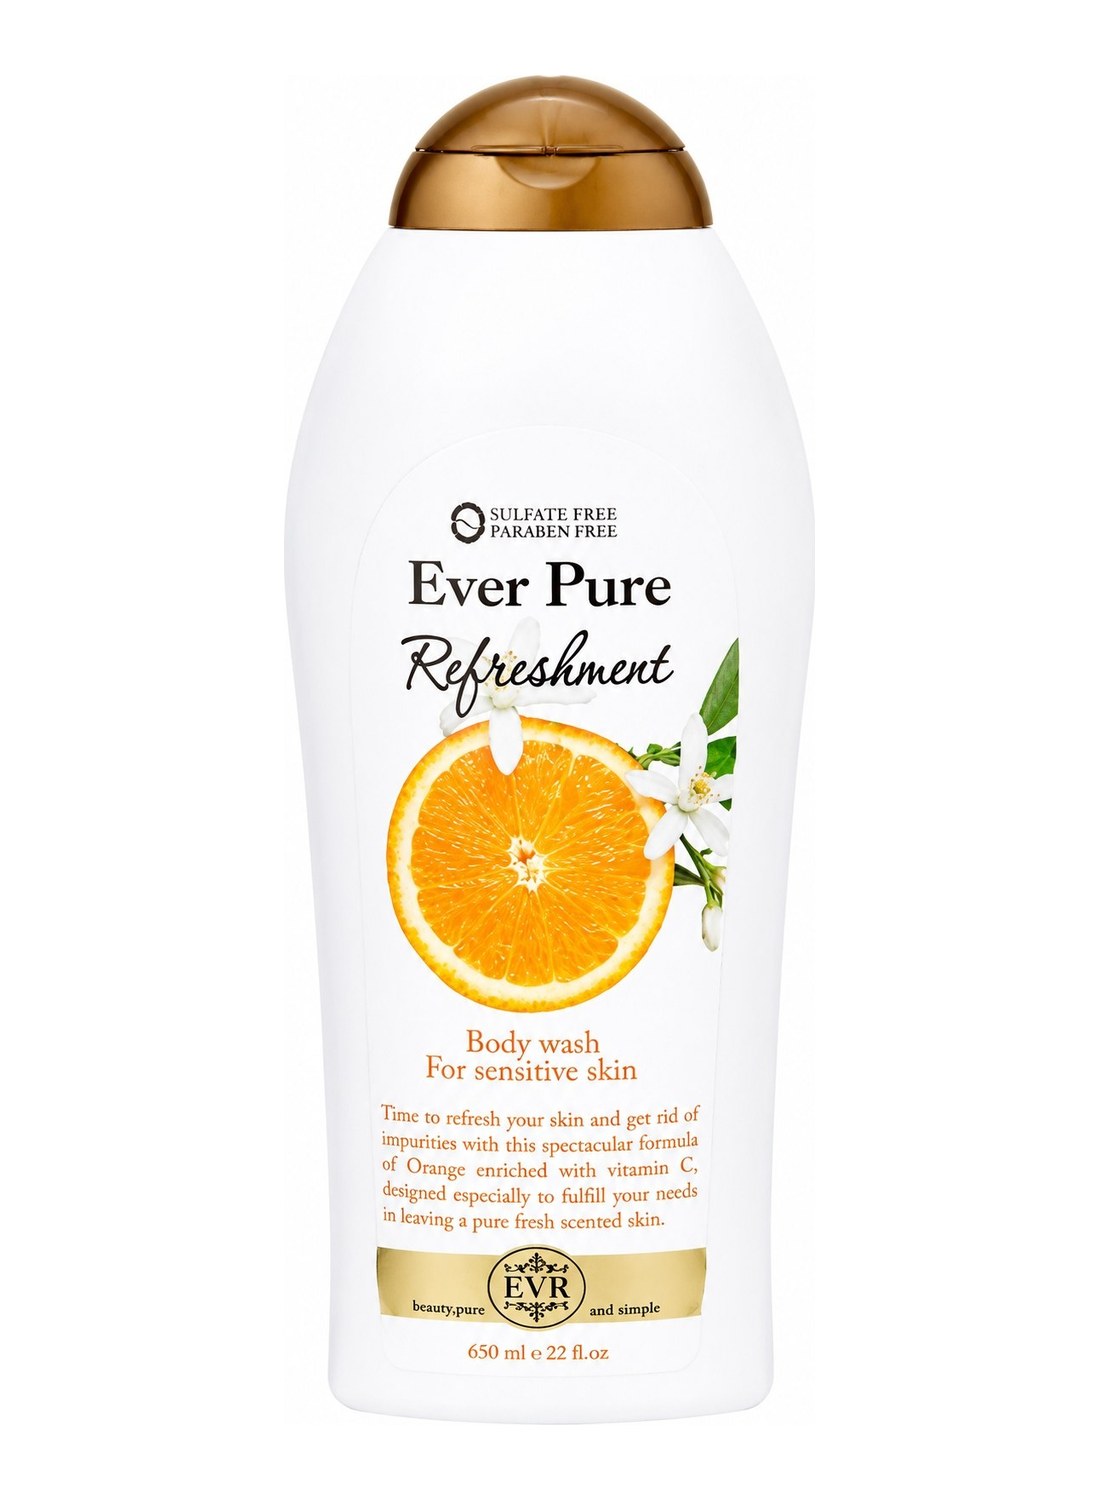 SULFATE FREE
PARABEN FREE
Ever Pure
Refreshment
Body wash
For sensitive skin
Time to refresh your skin and get rid of
impurities with this spectacular formula
of Orange enriched with vitamin C,
designed especially to fulfill your needs
in leaving a pure fresh scented skin.
EVR
beauty,pure and simple
650 ml e 22 fl.oz